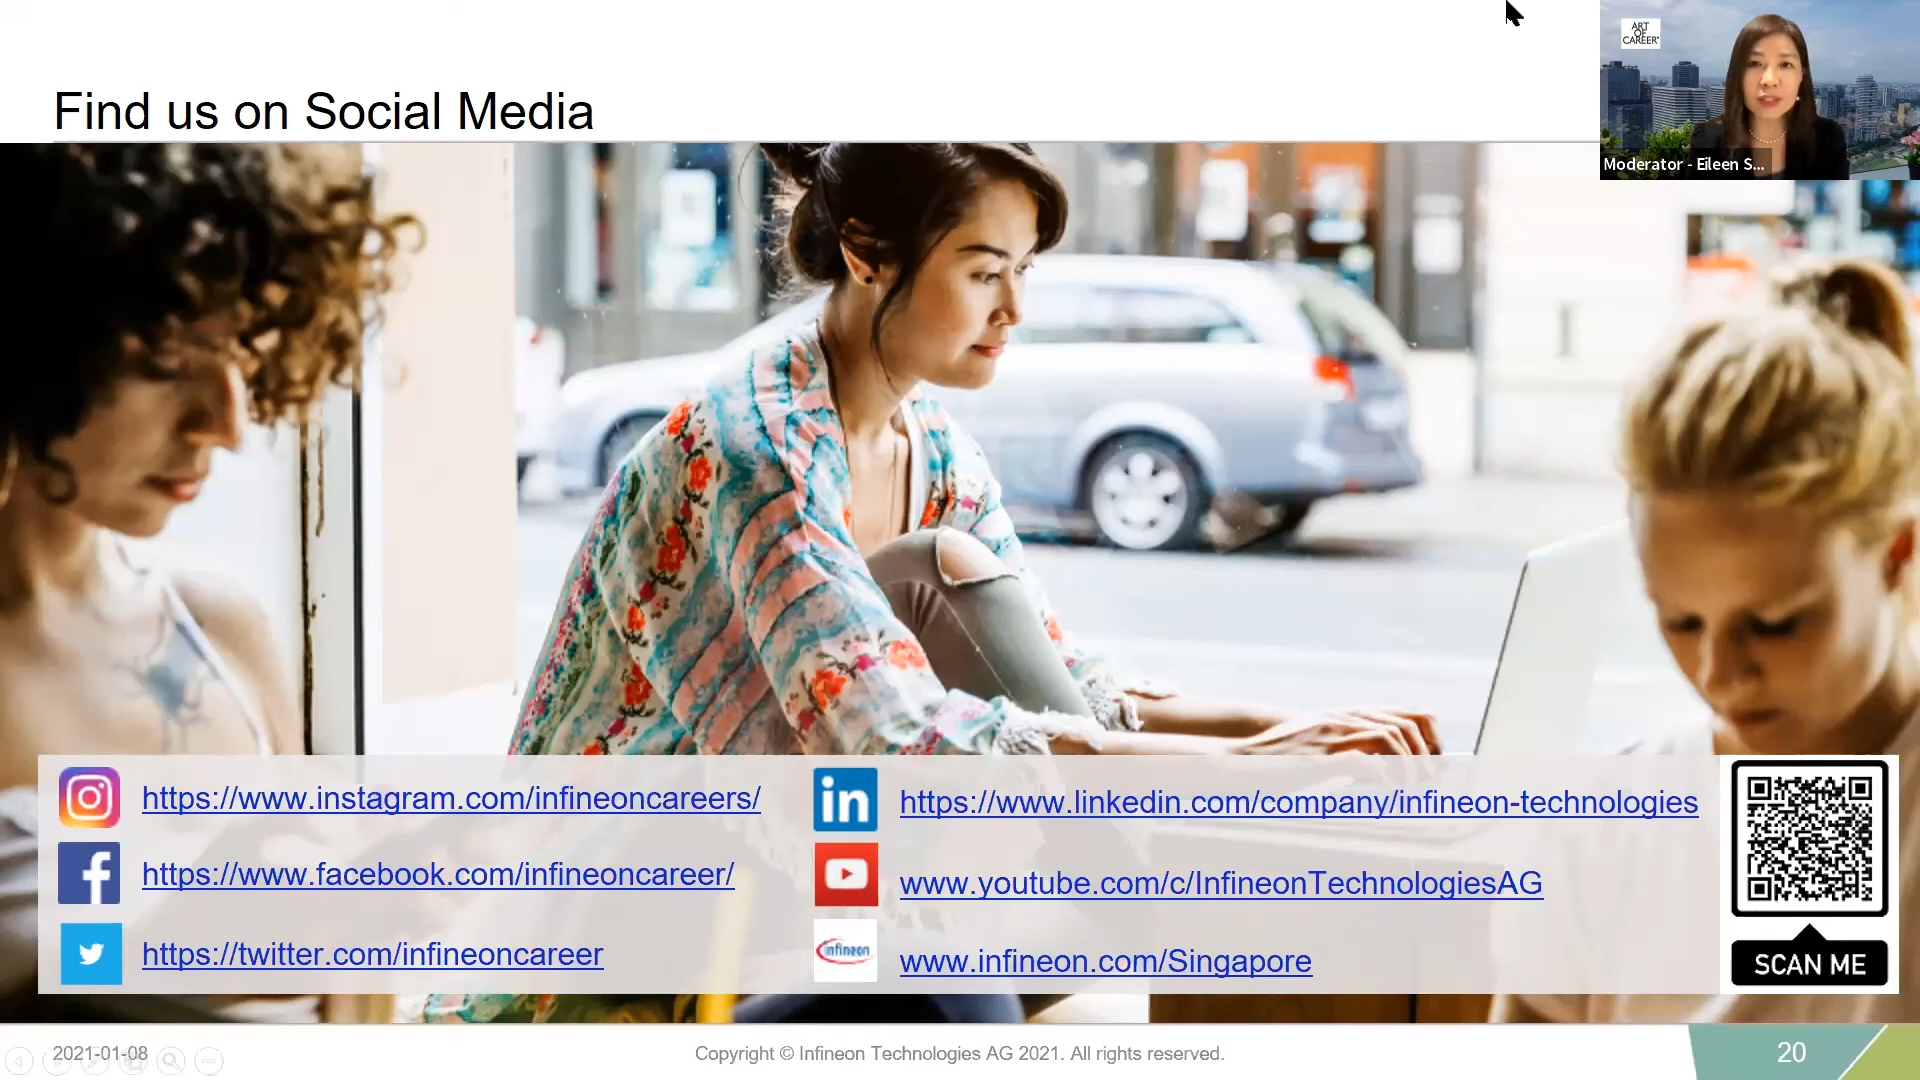 ART
OF
CAREER
Moderator - Eileen S...
Find us on Social Media
https://www.instagram.com/infineoncareers/
https://www.facebook.com/infineoncareer/
https://twitter.com/infineoncareer
in
https://www.linkedin.com/company/infineon-technologies
www.youtube.com/c/InfineonTechnologiesAG
infineon
www.infineon.com/Singapore
SCAN ME
2021-01-08
Copyright © Infineon Technologies AG 2021. All rights reserved.
20